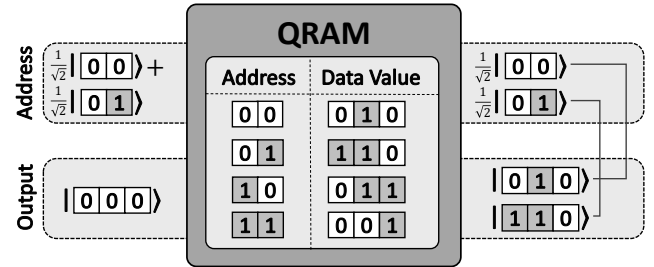 QRAM
Address
1/√2 | 0 0 ⟩ +
1/√2 | 0 1 ⟩
Output
| 0 0 0 ⟩
Address Data Value
0 0 0 1 0
0 1 1 1 0
1 0 0 1 1
1 1 0 0 1
1/√2 | 0 0 ⟩
1/√2 | 0 1 ⟩
| 0 1 0 ⟩
| 1 1 0 ⟩